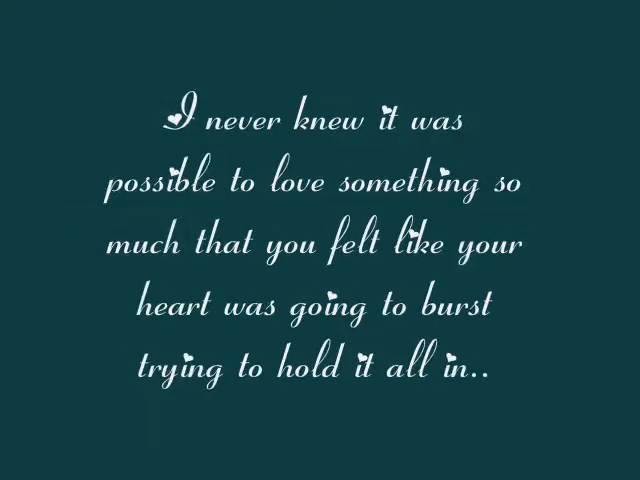 I never knew it was
possible to love something so
much that you felt like your
heart was going to burst
trying to hold it all in..